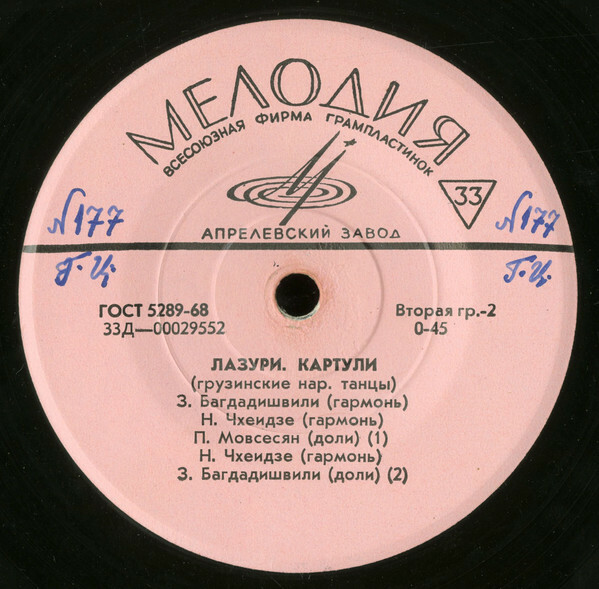 МЕЛОДИЯ
ВСЕСОЮЗНАЯ ФИРМА ГРАМПЛАСТИНОК
33
АПРЕЛЕВСКИЙ ЗАВОД
№177
№177
Г.Ц.
Г.Ц.
ГОСТ 5289-68
Вторая гр.-2
33Д—00029552
0-45
ЛАЗУРИ. КАРТУЛИ
(грузинские нар. танцы)
З. Багдадишвили (гармонь)
Н. Чхеидзе (гармонь)
П. Мовсесян (доли) (1)
Н. Чхеидзе (гармонь)
З. Багдадишвили (доли) (2)